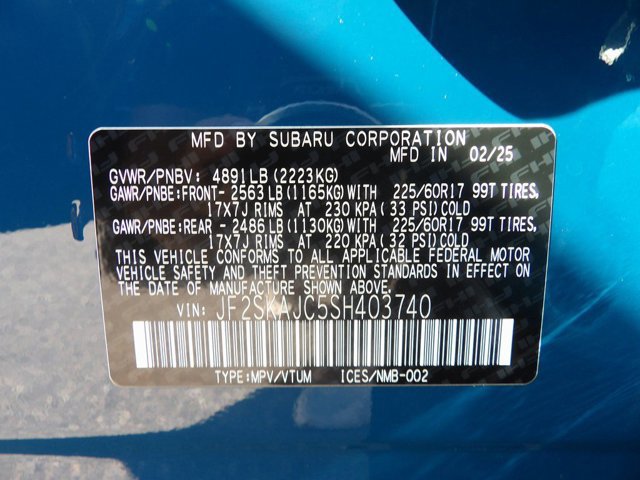 MFD BY SUBARU CORPORATION
MFD IN 02/25
GVWR/PNBV: 4891LB (2223KG)
GAWR/PNBE:FRONT- 2563LB(1165KG)WITH 225/60R17 99T TIRES,
17X7J RIMS AT 230 KPA(33 PSI)COLD
GAWR/PNBE:REAR - 2486LB(1130KG)WITH 225/60R17 99T TIRES,
17X7J RIMS AT 220 KPA(32 PSI)COLD
THIS VEHICLE CONFORMS TO ALL APPLICABLE FEDERAL MOTOR
VEHICLE SAFETY AND THEFT PREVENTION STANDARDS IN EFFECT ON
THE DATE OF MANUFACTURE SHOWN ABOVE.
VIN: JF2SKAJC5SH403740
TYPE:MPV/VTUM ICES/NMB-002